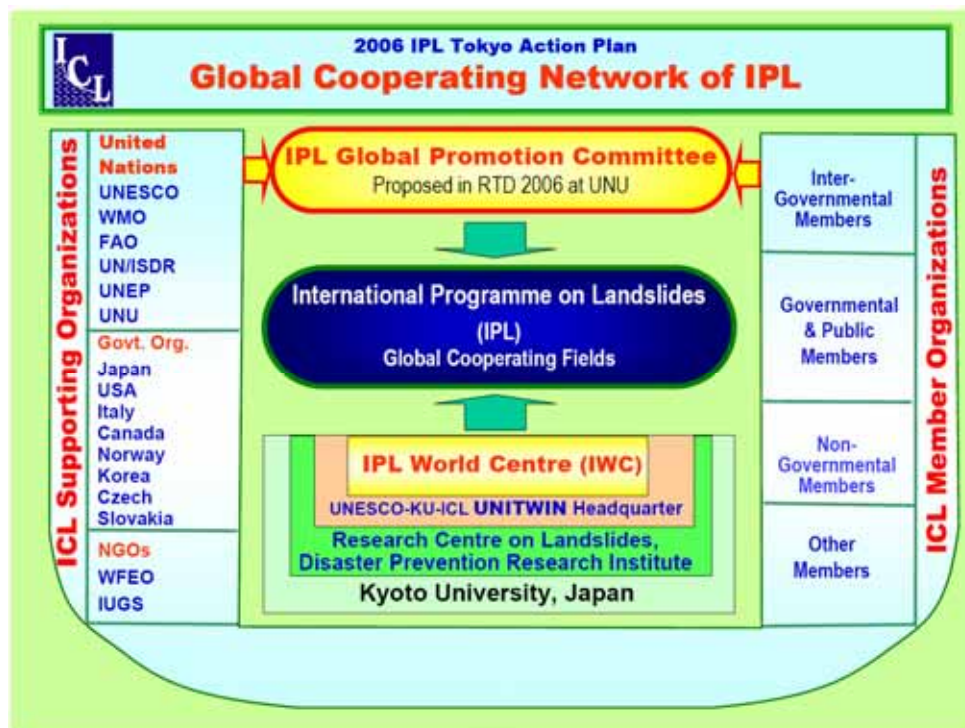 ICL
2006 IPL Tokyo Action Plan
Global Cooperating Network of IPL
ICL Supporting Organizations
United
Nations
UNESCO
WMO
FAO
UN/ISDR
UNEP
UNU
Govt. Org.
Japan
USA
Italy
Canada
Norway
Korea
Czech
Slovakia
NGOs
WFEO
IUGS
IPL Global Promotion Committee
Proposed in RTD 2006 at UNU
International Programme on Landslides
(IPL)
Global Cooperating Fields
IPL World Centre (IWC)
UNESCO-KU-ICL UNITWIN Headquarter
Research Centre on Landslides,
Disaster Prevention Research Institute
Kyoto University, Japan
Inter-
Governmental
Members
Governmental
& Public
Members
Non-
Governmental
Members
Other
Members
ICL Member Organizations